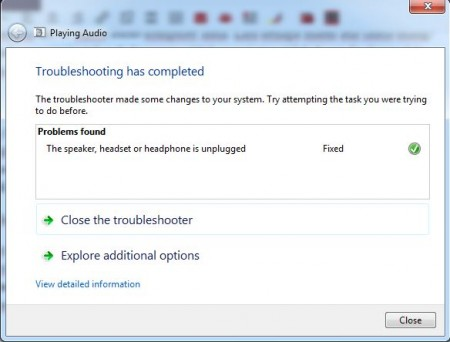 Playing Audio
Troubleshooting has completed
The troubleshooter made some changes to your system. Try attempting the task you were trying
to do before.
Problems found
The speaker, headset or headphone is unplugged Fixed
Close the troubleshooter
Explore additional options
View detailed information
Close